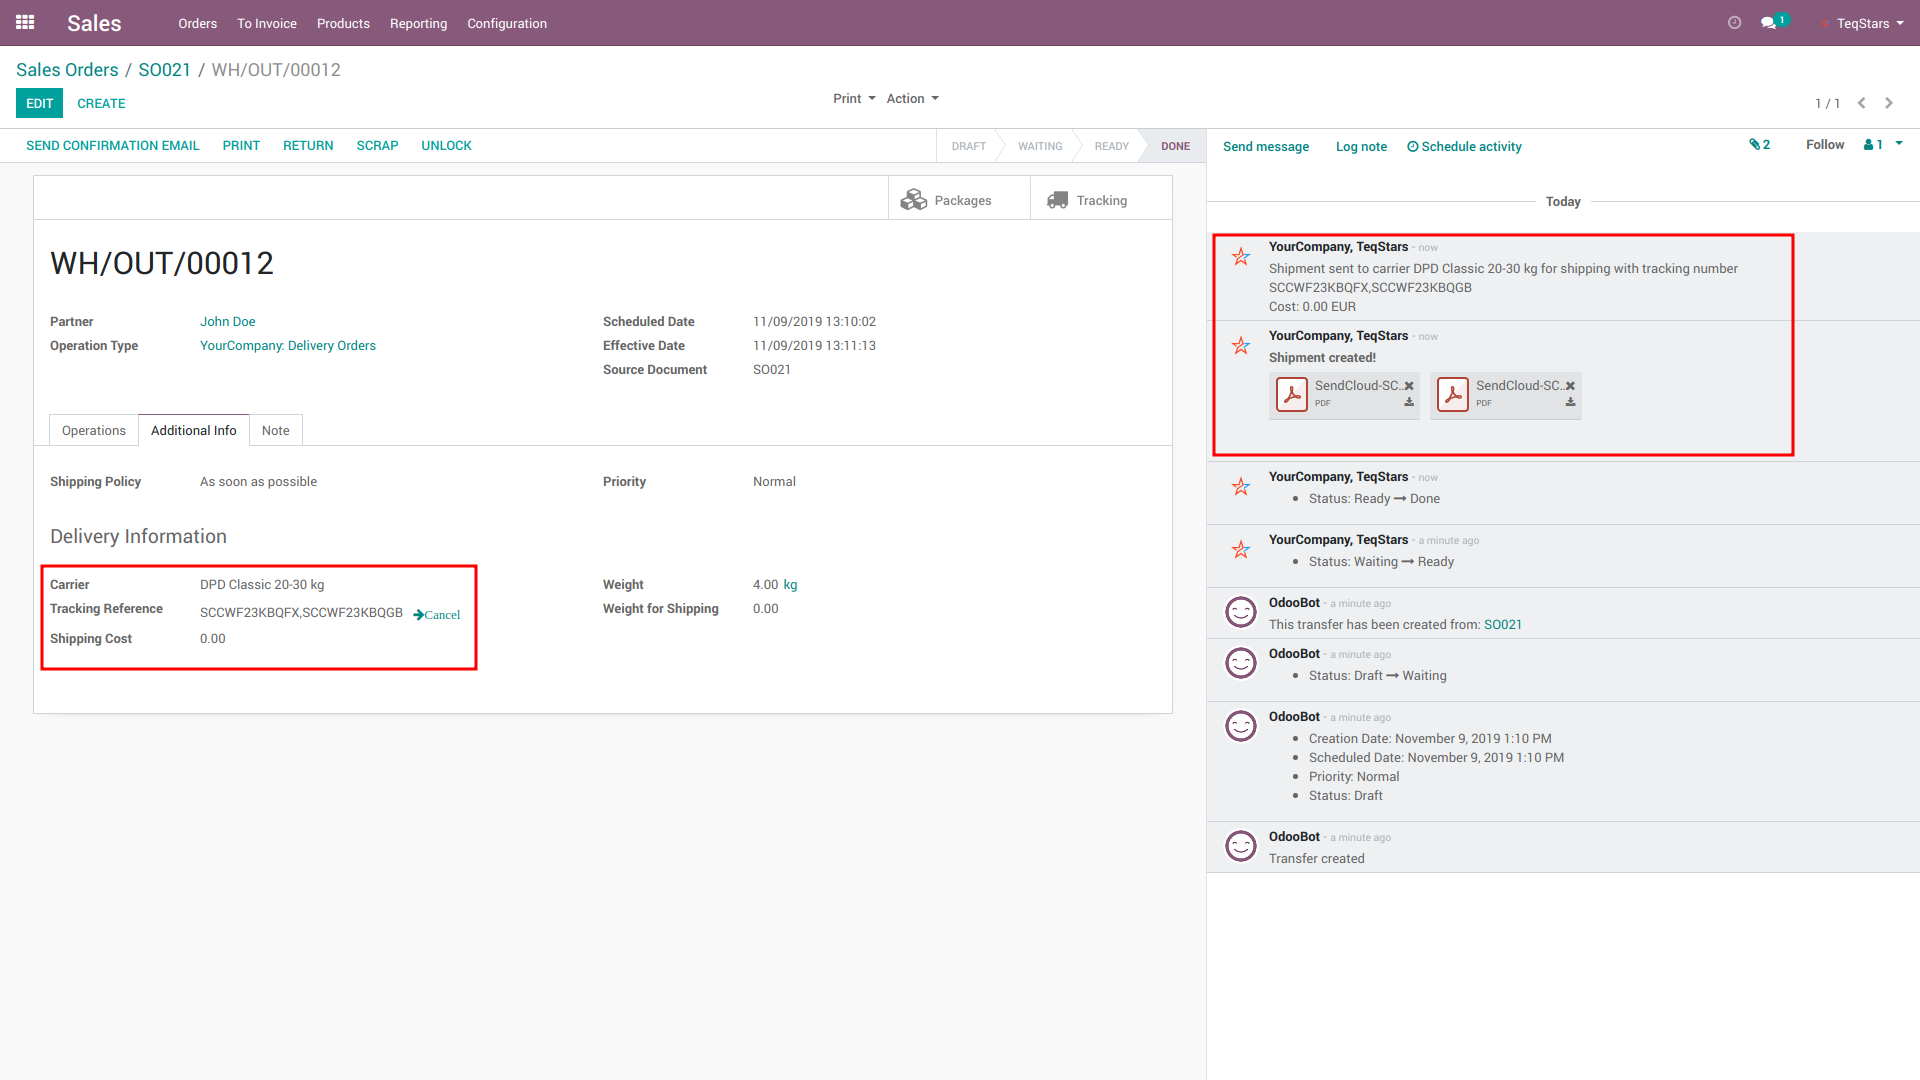 Sales Orders To Invoice Products Reporting Configuration 1 TeqStars
Sales Orders / SO021 / WH/OUT/00012
EDIT CREATE Print Action 1 / 1
SEND CONFIRMATION EMAIL PRINT RETURN SCRAP UNLOCK DRAFT WAITING READY DONE
Packages Tracking
WH/OUT/00012
Partner John Doe Scheduled Date 11/09/2019 13:10:02
Operation Type YourCompany: Delivery Orders Effective Date 11/09/2019 13:11:13
Source Document SO021
Operations Additional Info Note
Shipping Policy As soon as possible Priority Normal
Delivery Information
Carrier DPD Classic 20-30 kg Weight 4.00 kg
Tracking Reference SCCWF23KBQFX,SCCWF23KBQGB Cancel Weight for Shipping 0.00
Shipping Cost 0.00
Send message Log note Schedule activity 2 Follow 1
Today
YourCompany, TeqStars - now
Shipment sent to carrier DPD Classic 20-30 kg for shipping with tracking number
SCCWF23KBQFX,SCCWF23KBQGB
Cost: 0.00 EUR
YourCompany, TeqStars - now
Shipment created!
SendCloud-SC.. SendCloud-SC..
PDF PDF
YourCompany, TeqStars - now
• Status: Ready → Done
YourCompany, TeqStars - a minute ago
• Status: Waiting → Ready
OdooBot - a minute ago
This transfer has been created from: SO021
OdooBot - a minute ago
• Status: Draft → Waiting
OdooBot - a minute ago
• Creation Date: November 9, 2019 1:10 PM
• Scheduled Date: November 9, 2019 1:10 PM
• Priority: Normal
• Status: Draft
OdooBot - a minute ago
Transfer created